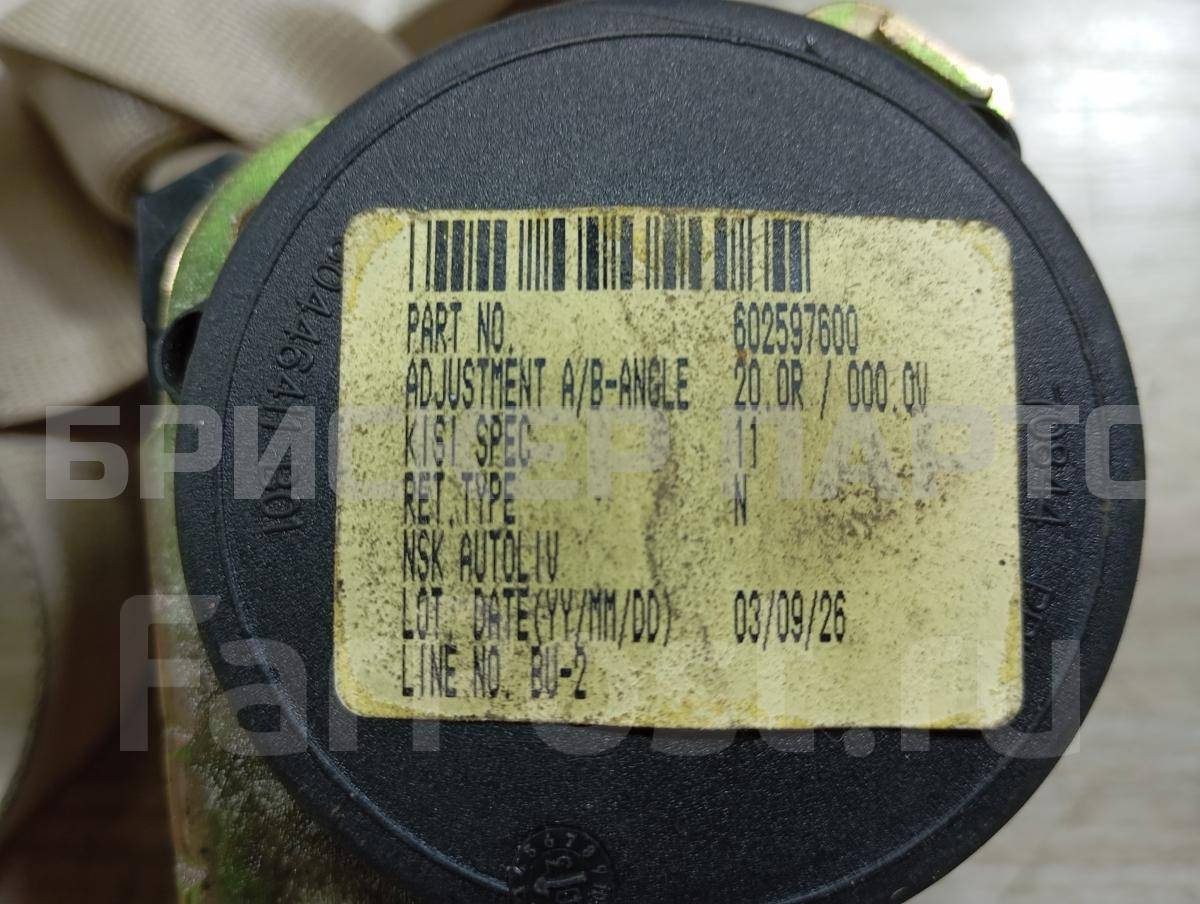 PART NO. 602597600
ADJUSTMENT A/B-ANGLE 20.0R / 000.0V
KISI SPEC 11
RET.TYPE N
NSK AUTOLIV
LOT. DATE(YY/MM/DD) 03/09/26
LINE NO. BU-2
БРИСТЕР ПАРТС
Farpost.ru